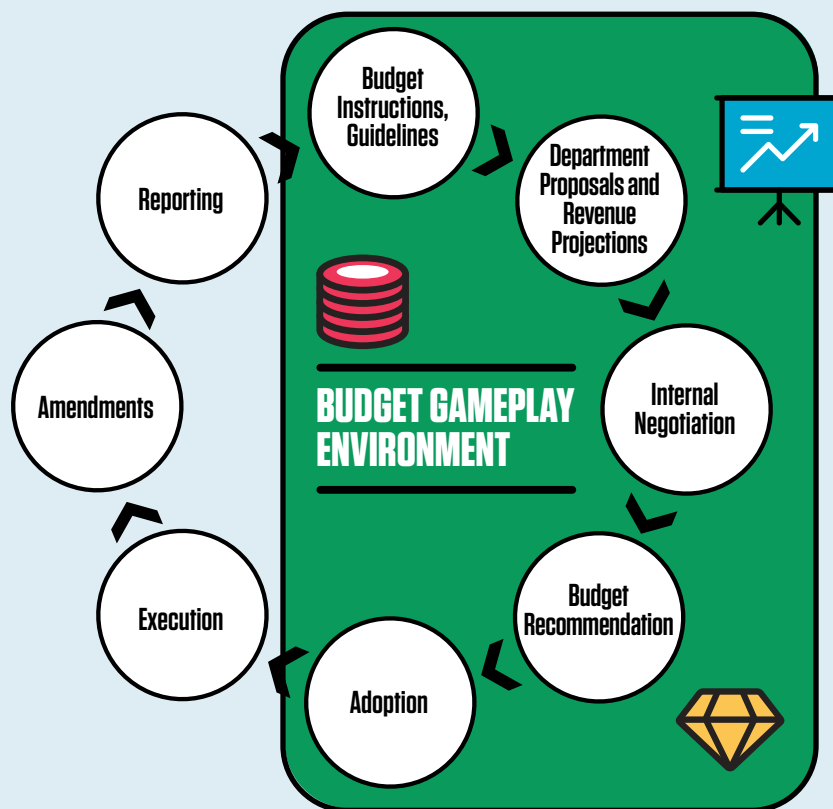 Budget
Instructions,
Guidelines
Department
Proposals and
Revenue
Projections
Internal
Negotiation
Budget
Recommendation
Adoption
Execution
Amendments
Reporting
BUDGET GAMEPLAY
ENVIRONMENT